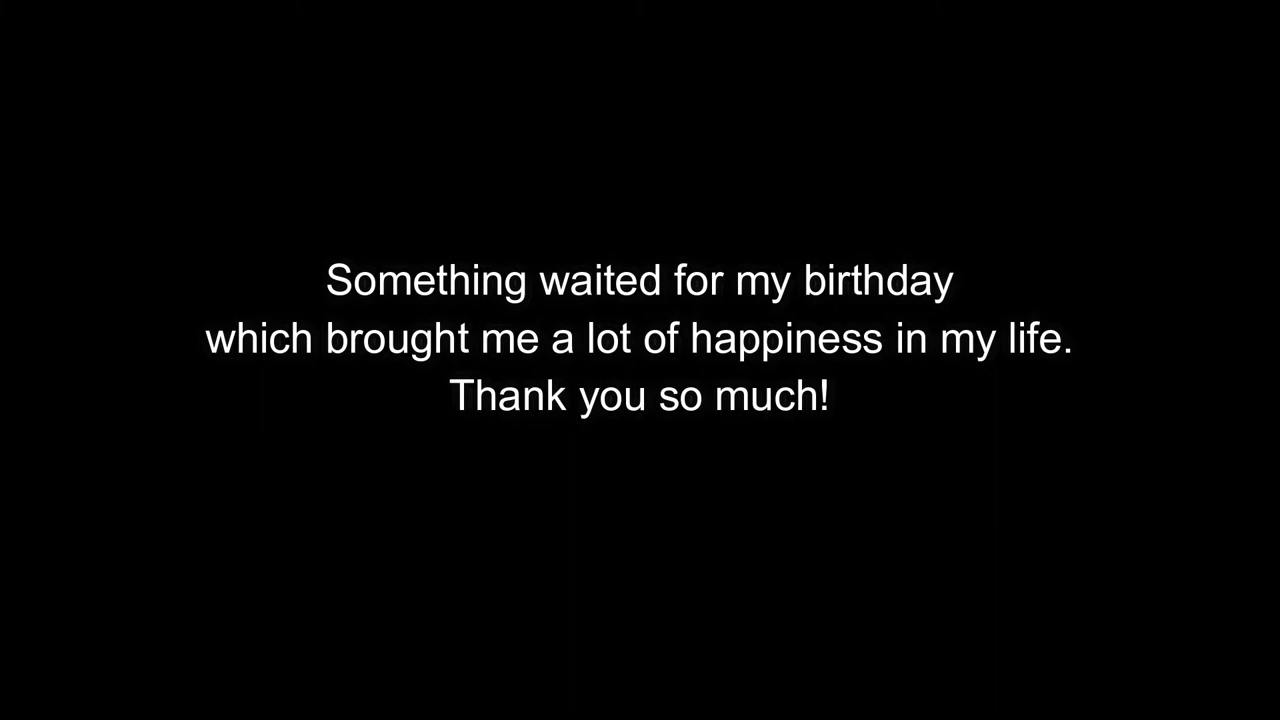 Something waited for my birthday
which brought me a lot of happiness in my life.
Thank you so much!